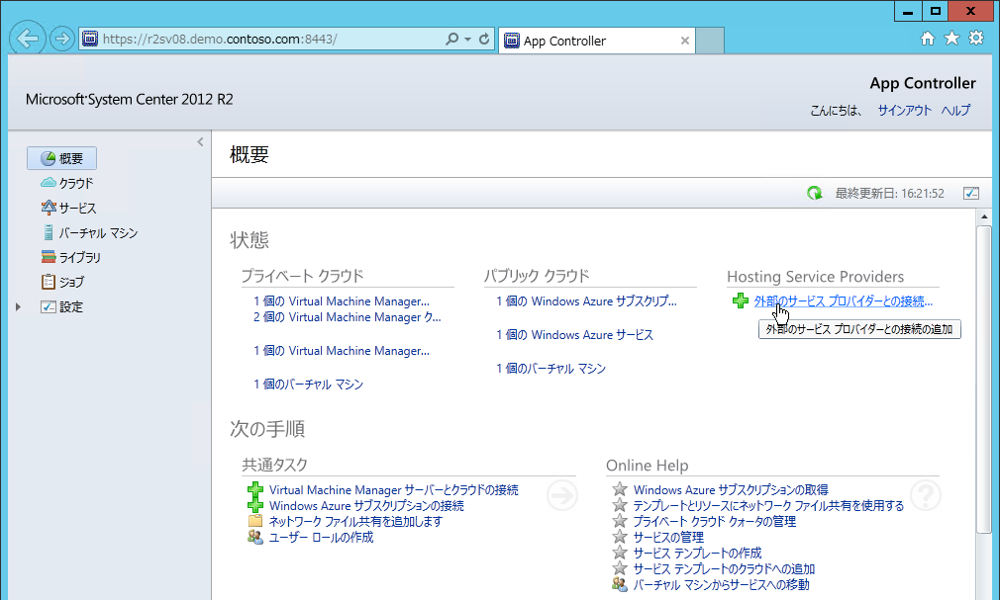 https://r2sv08.demo.contoso.com:8443/
App Controller
Microsoft System Center 2012 R2
App Controller
こんにちは、 サインアウト ヘルプ
概要
クラウド
サービス
バーチャル マシン
ライブラリ
ジョブ
設定
概要
最終更新日: 16:21:52
状態
プライベート クラウド
1 個の Virtual Machine Manager...
2 個の Virtual Machine Manager ク...
1 個の Virtual Machine Manager...
1 個のバーチャル マシン
パブリック クラウド
1 個の Windows Azure サブスクリプ...
1 個の Windows Azure サービス
1 個のバーチャル マシン
Hosting Service Providers
外部のサービス プロバイダーとの接続...
外部のサービス プロバイダーとの接続の追加
次の手順
共通タスク
Virtual Machine Manager サーバーとクラウドの接続
Windows Azure サブスクリプションの接続
ネットワーク ファイル共有を追加します
ユーザー ロールの作成
Online Help
Windows Azure サブスクリプションの取得
テンプレートとリソースにネットワーク ファイル共有を使用する
プライベート クラウド クォータの管理
サービスの管理
サービス テンプレートの作成
サービス テンプレートのクラウドへの追加
バーチャル マシンからサービスへの移動